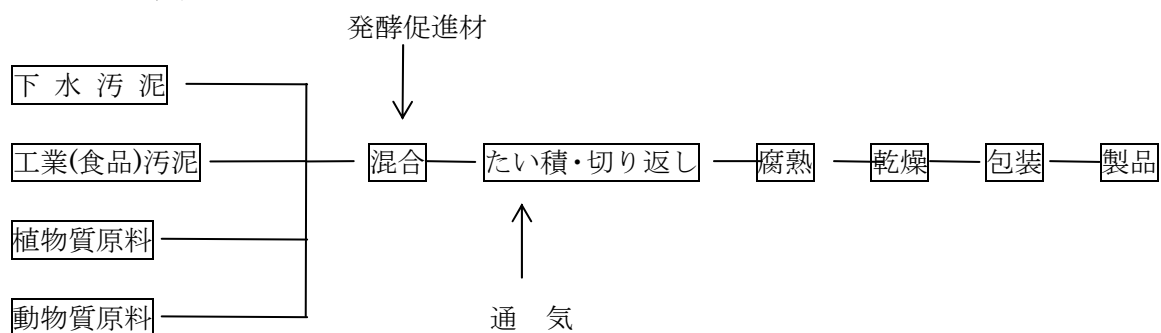 発酵促進材
下 水 汚 泥
工業(食品)汚泥
混合
たい積・切り返し
腐熟
乾燥
包装
製品
植物質原料
動物質原料
通 気